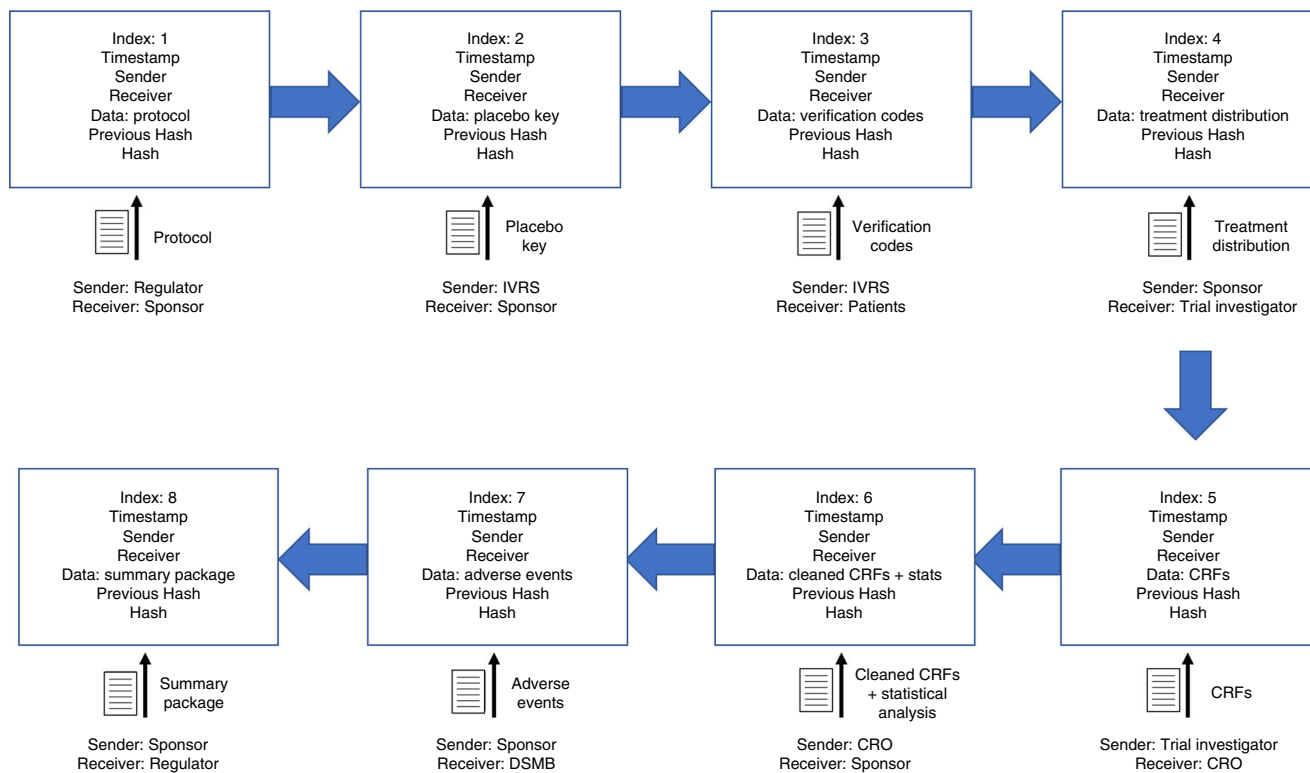 Index: 1
Timestamp
Sender
Receiver
Data: protocol
Previous Hash
Hash
Protocol
Sender: Regulator
Receiver: Sponsor
Index: 2
Timestamp
Sender
Receiver
Data: placebo key
Previous Hash
Hash
Placebo
key
Sender: IVRS
Receiver: Sponsor
Index: 3
Timestamp
Sender
Receiver
Data: verification codes
Previous Hash
Hash
Verification
codes
Sender: IVRS
Receiver: Patients
Index: 4
Timestamp
Sender
Receiver
Data: treatment distribution
Previous Hash
Hash
Treatment
distribution
Sender: Sponsor
Receiver: Trial investigator
Index: 5
Timestamp
Sender
Receiver
Data: CRFs
Previous Hash
Hash
CRFs
Sender: Trial investigator
Receiver: CRO
Index: 6
Timestamp
Sender
Receiver
Data: cleaned CRFs + stats
Previous Hash
Hash
Cleaned CRFs
+ statistical
analysis
Sender: CRO
Receiver: Sponsor
Index: 7
Timestamp
Sender
Receiver
Data: adverse events
Previous Hash
Hash
Adverse
events
Sender: Sponsor
Receiver: DSMB
Index: 8
Timestamp
Sender
Receiver
Data: summary package
Previous Hash
Hash
Summary
package
Sender: Sponsor
Receiver: Regulator